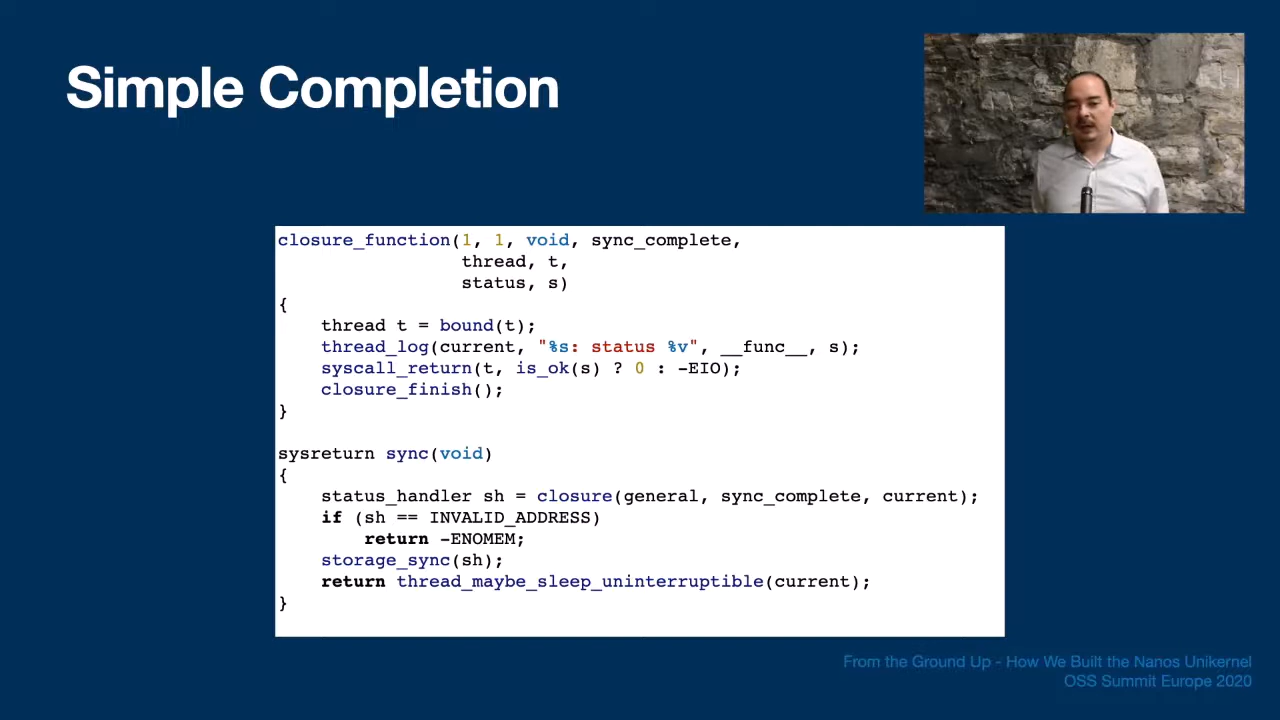 Simple Completion
closure_function(1, 1, void, sync_complete,
                 thread, t,
                 status, s)
{
    thread t = bound(t);
    thread_log(current, "%s: status %v", __func__, s);
    syscall_return(t, is_ok(s) ? 0 : -EIO);
    closure_finish();
}

sysreturn sync(void)
{
    status_handler sh = closure(general, sync_complete, current);
    if (sh == INVALID_ADDRESS)
        return -ENOMEM;
    storage_sync(sh);
    return thread_maybe_sleep_uninterruptible(current);
}
From the Ground Up - How We Built the Nanos Unikernel
OSS Summit Europe 2020